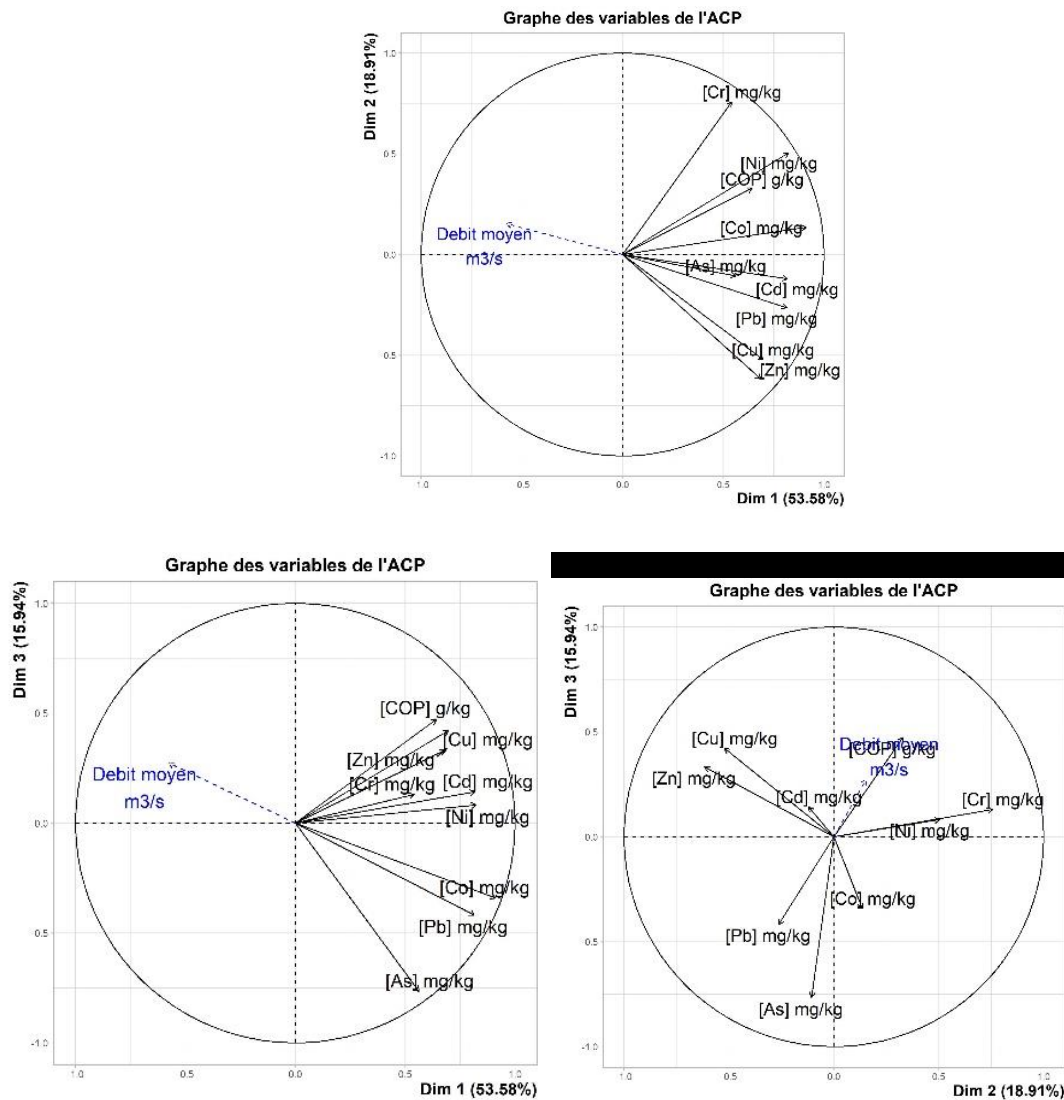 Graphe des variables de l'ACP
Dim 2 (18.91%)
1.0
[Cr] mg/kg
0.5
[Ni] mg/kg
[COP] g/kg
Debit moyen
m3/s
[Co] mg/kg
0.0
[As] mg/kg
[Cd] mg/kg
[Pb] mg/kg
0.5
[Cu] mg/kg
[Zn] mg/kg
-1.0
1.0
0.5
0.0
0.5
1.0
Dim 1 (53.58%)
Graphe des variables de l'ACP
Dim 3 (15.94%)
1.0
0.5
[COP] g/kg
[Cu] mg/kg
[Zn] mg/kg
Debit moyen
m3/s
[Cr] mg/kg
[Cd] mg/kg
[Ni] mg/kg
0.0
[Co] mg/kg
[Pb] mg/kg
0.5
[As] mg/kg
-1.0
1.0
0.5
0.0
0.5
1.0
Dim 1 (53.58%)
Graphe des variables de l'ACP
Dim 3 (15.94%)
1.0
0.5
[Cu] mg/kg
Debit moyen
[COP] g/kg
m3/s
[Zn] mg/kg
[Cd] mg/kg
[Cr] mg/kg
[Ni] mg/kg
0.0
[Co] mg/kg
[Pb] mg/kg
0.5
[As] mg/kg
-1.0
1.0
0.5
0.0
0.5
1.0
Dim 2 (18.91%)